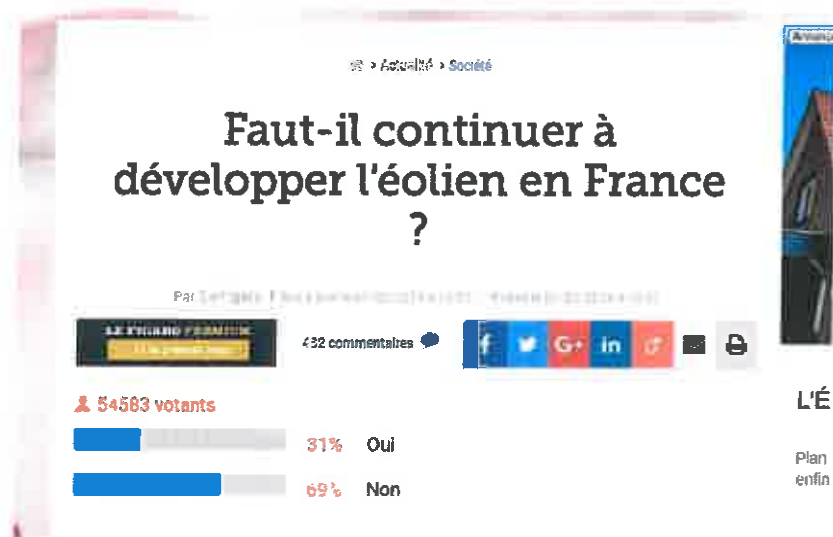 > Actualité > Société
Faut-il continuer à
développer l'éolien en France
?
Par
LE FIGARO PREMIUM
432 commentaires
f G+ in
54583 votants
31% Oui
69% Non
L'É
Plan
enfin